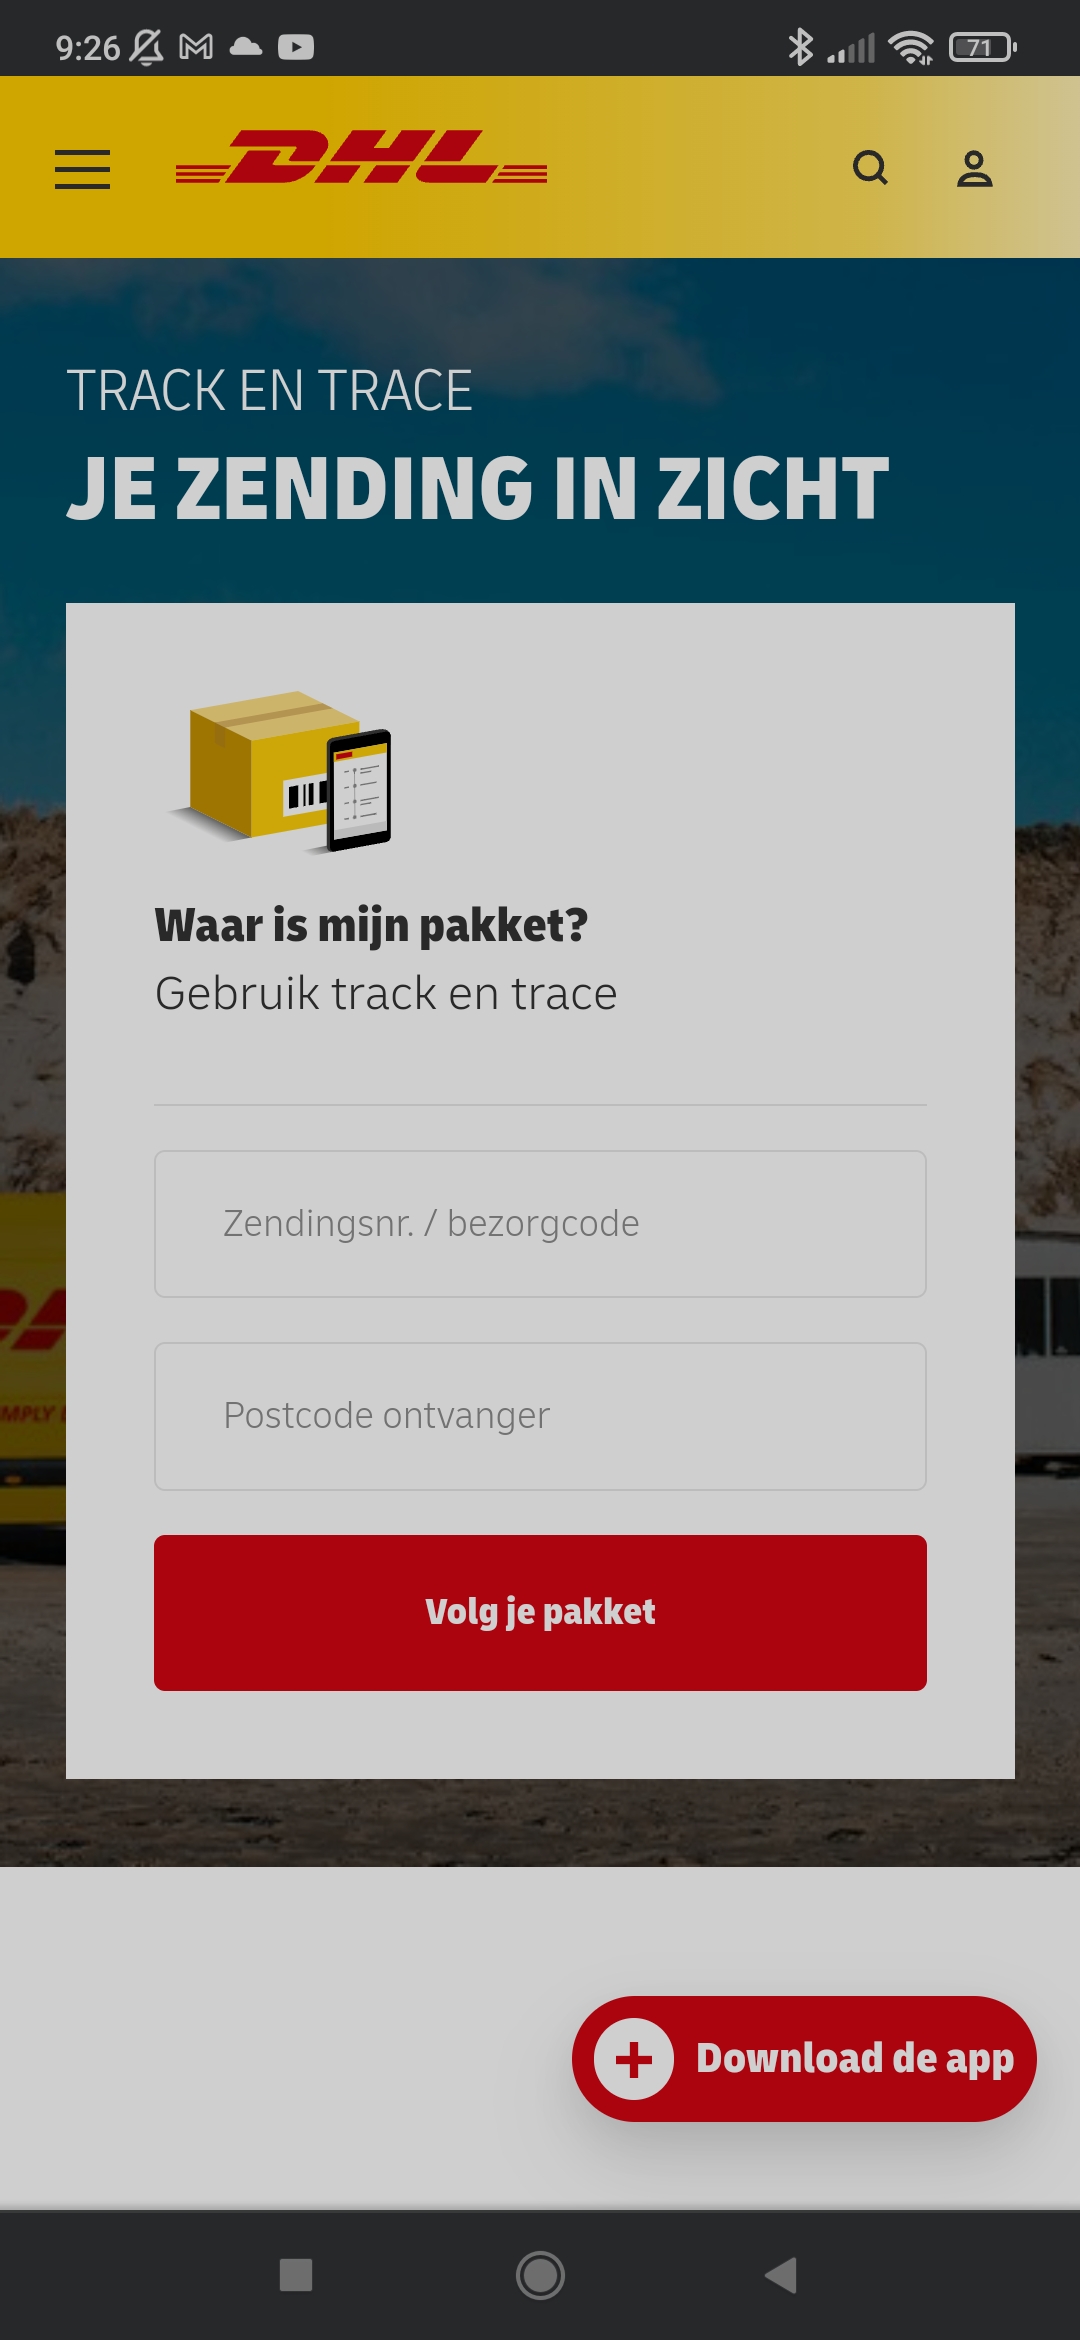 9:26
71
DHL
TRACK EN TRACE
JE ZENDING IN ZICHT
Waar is mijn pakket?
Gebruik track en trace
Zendingsnr. / bezorgcode
Postcode ontvanger
IMPLY
Volg je pakket
Download de app